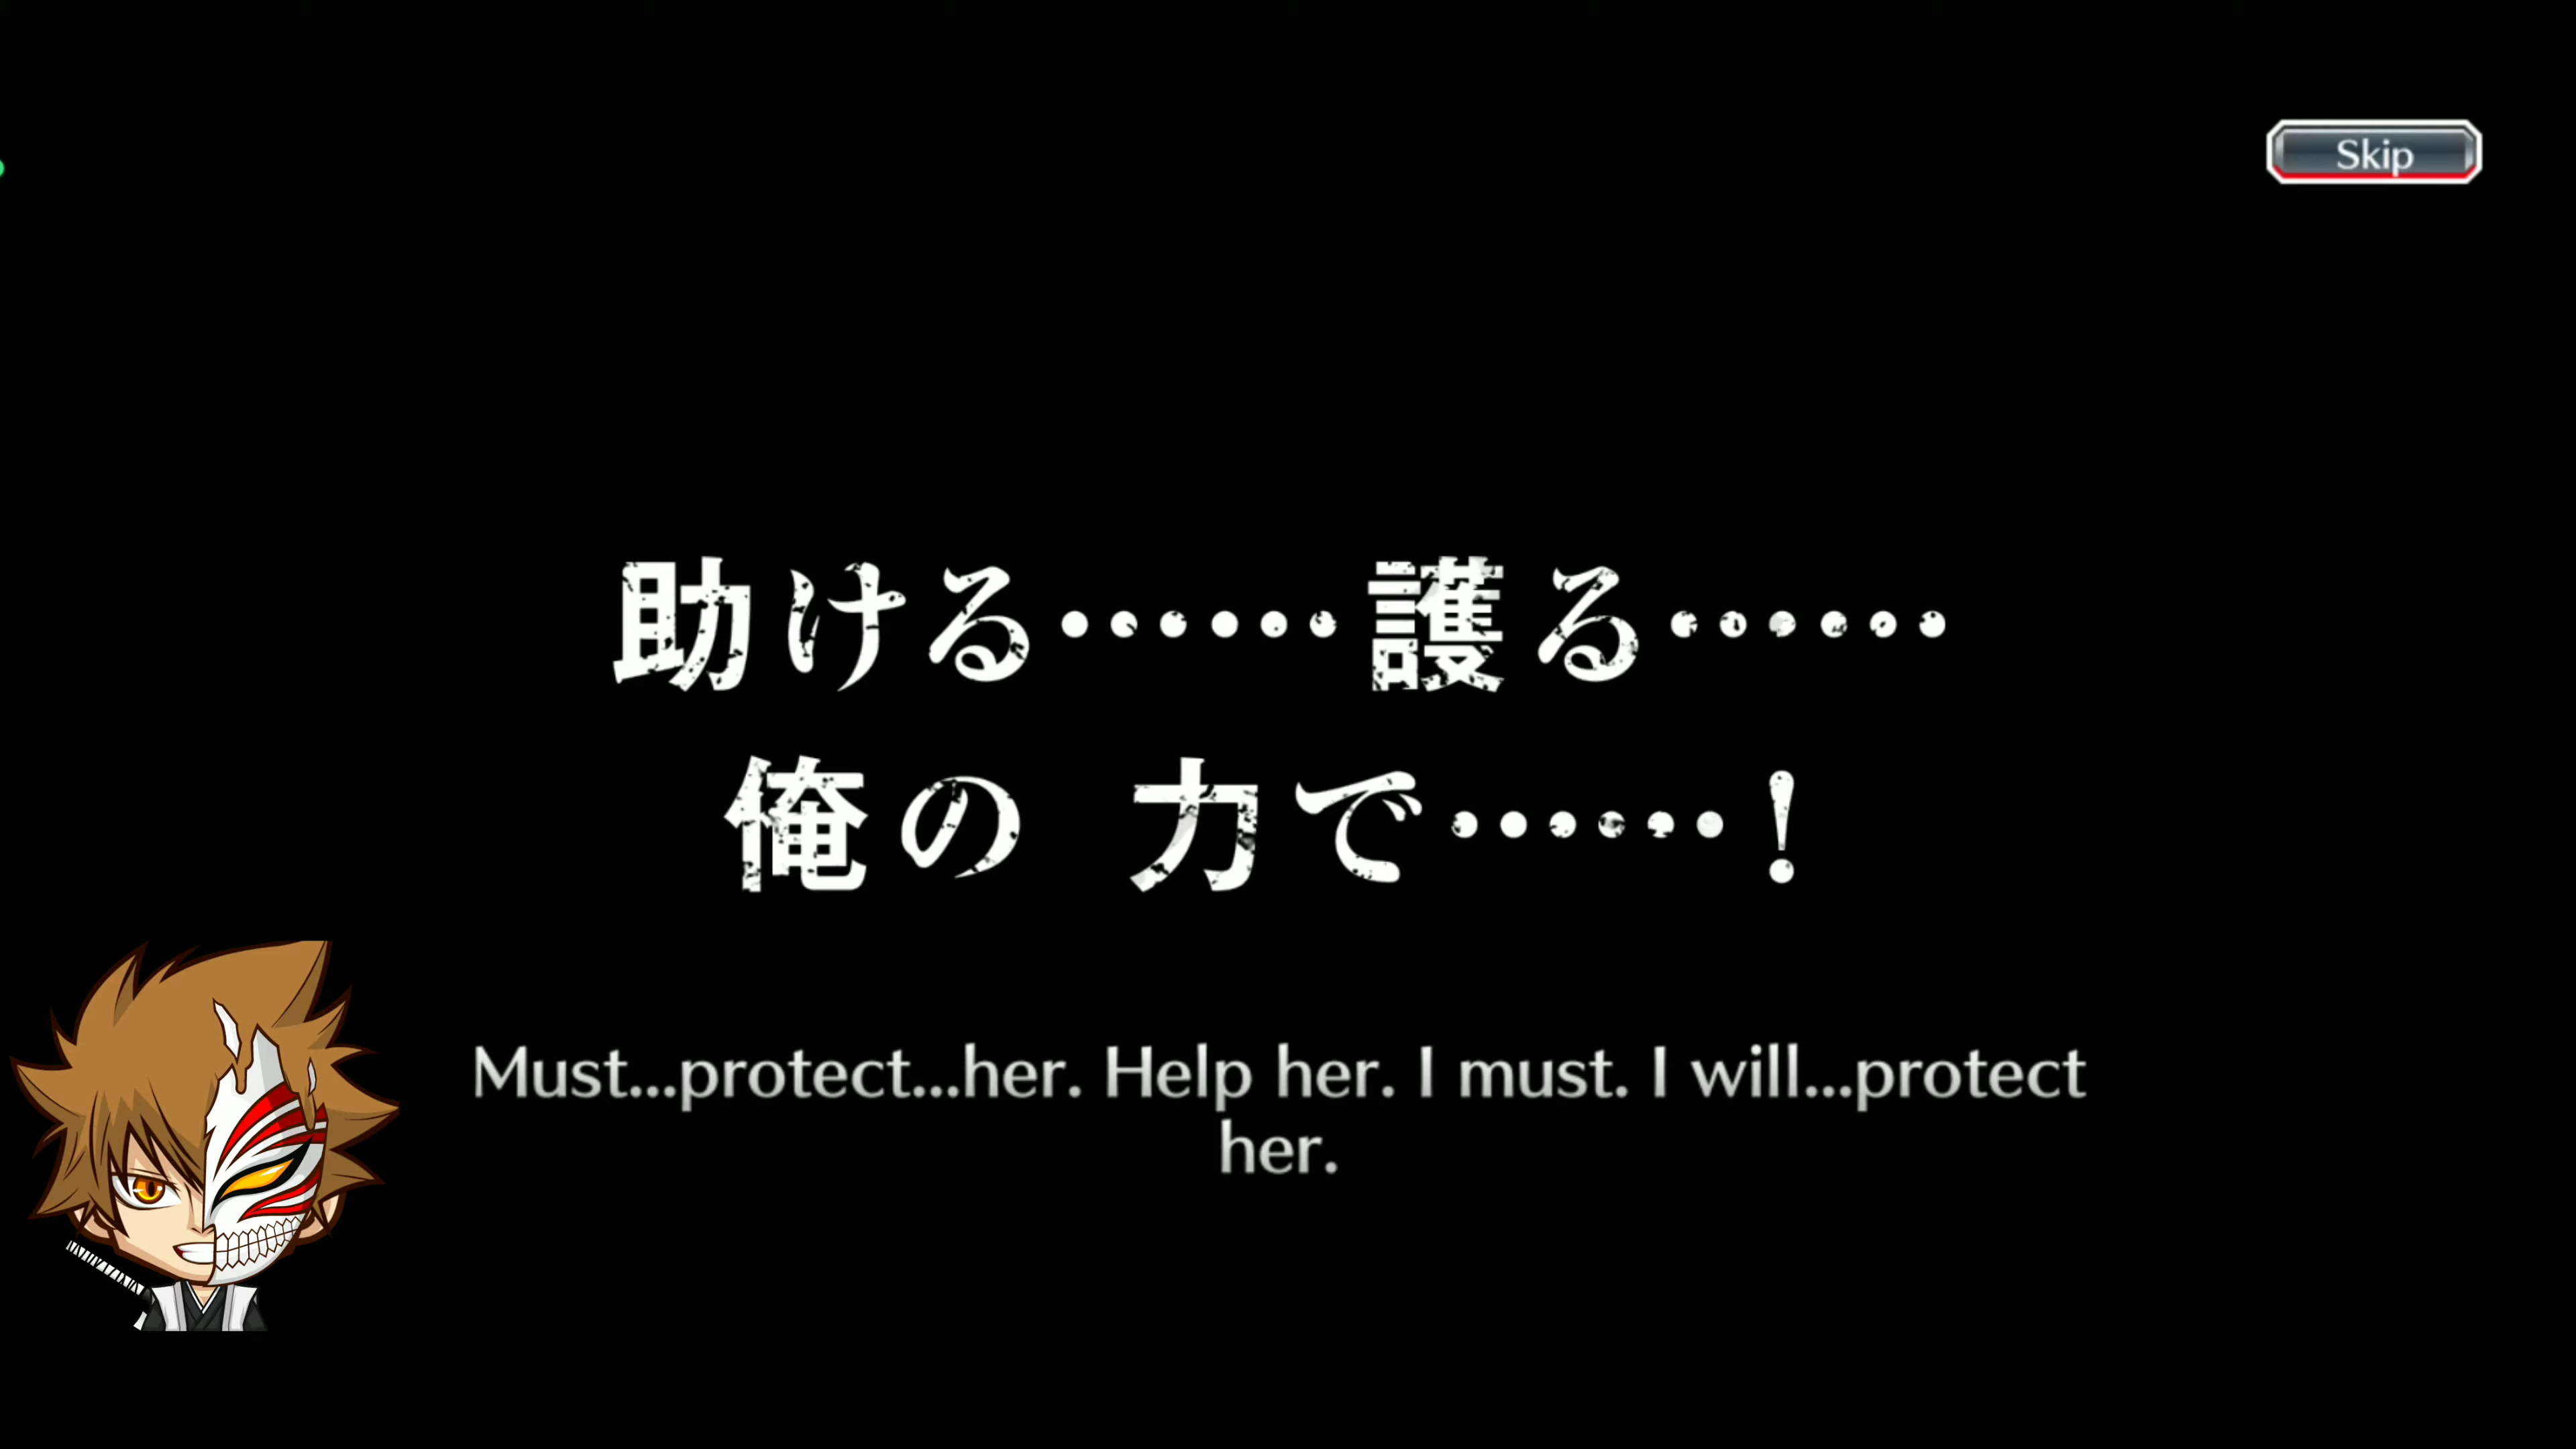 Skip
助ける……護る……
俺の 力で……！
Must...protect...her. Help her. I must. I will...protect
her.